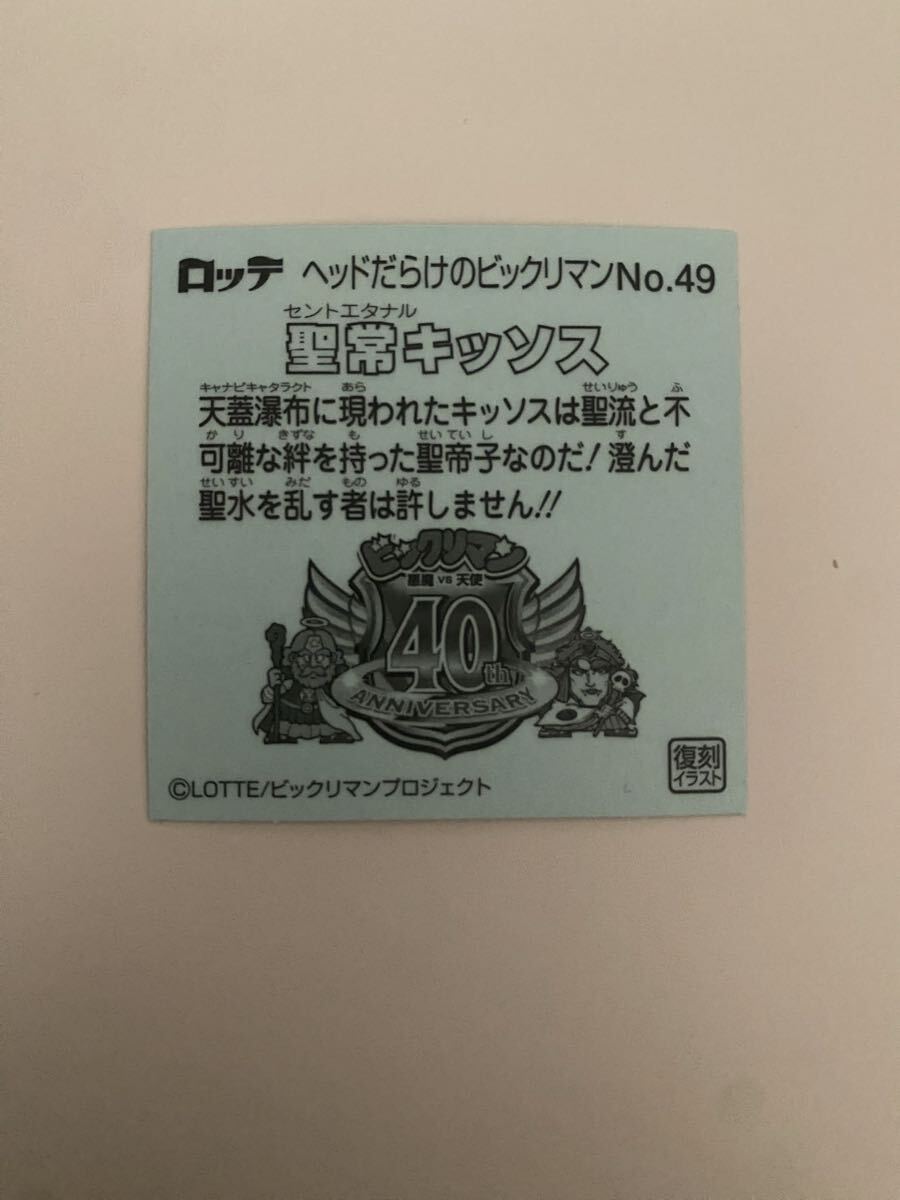 ロッテ ヘッドだらけのビックリマンNo.49
セントエタナル
聖常キッソス
キャナピキャタラクト あら せいりゅう ふ
天蓋瀑布に現われたキッソスは聖流と不
かり きずな も せいていし す
可離な絆を持った聖帝子なのだ!澄んだ
せいすい みだ もの ゆる
聖水を乱す者は許しません!!
ビックリマン
悪魔 VS 天使
40th
ANNIVERSARY
復刻
イラスト
©LOTTE/ビックリマンプロジェクト